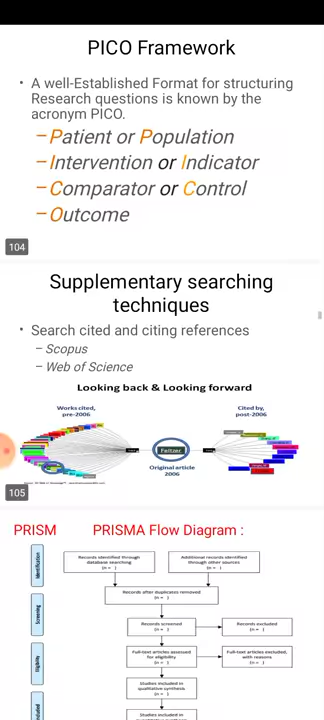 PICO Framework
• A well-Established Format for structuring
Research questions is known by the
acronym PICO.
–Patient or Population
–Intervention or Indicator
–Comparator or Control
–Outcome
104
Supplementary searching
techniques
• Search cited and citing references
– Scopus
– Web of Science
Looking back & Looking forward
Works cited,
pre-2006
Cited by,
post-2006
Feltzer
Original article
2006
105
PRISM PRISMA Flow Diagram :
Identification
Records identified through
database searching
(n = )
Additional records identified
through other sources
(n = )
Records after duplicates removed
(n = )
Screening
Records screened
(n = )
Records excluded
(n = )
Eligibility
Full-text articles assessed
for eligibility
(n = )
Full-text articles excluded,
with reasons
(n = )
Studies included in
qualitative synthesis
(n = )
Included
Studies included in